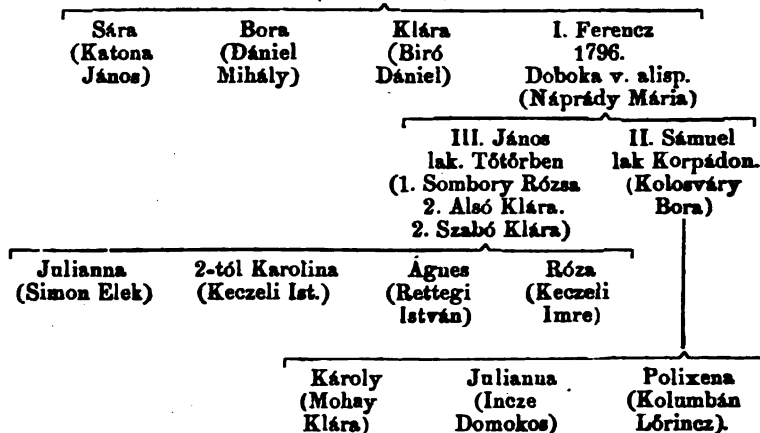 Sára Bora Klára I. Ferencz
(Katona (Dániel (Biró 1796.
János) Mihály) Dániel) Doboka v. alisp.
(Náprády Mária)
III. János II. Sámuel
lak. Tőtőrben lak Korpádon.
(1. Sombory Rózsa (Kolosváry
2. Alsó Klára. Bora)
2. Szabó Klára)
Julianna 2-tól Karolina Ágnes Róza
(Simon Elek) (Keczeli Ist.) (Rettegi (Keczeli
István) Imre)
Károly Julianna Polixena
(Mohay (Incze (Kolumbán
Klára) Domokos) Lőrincz).